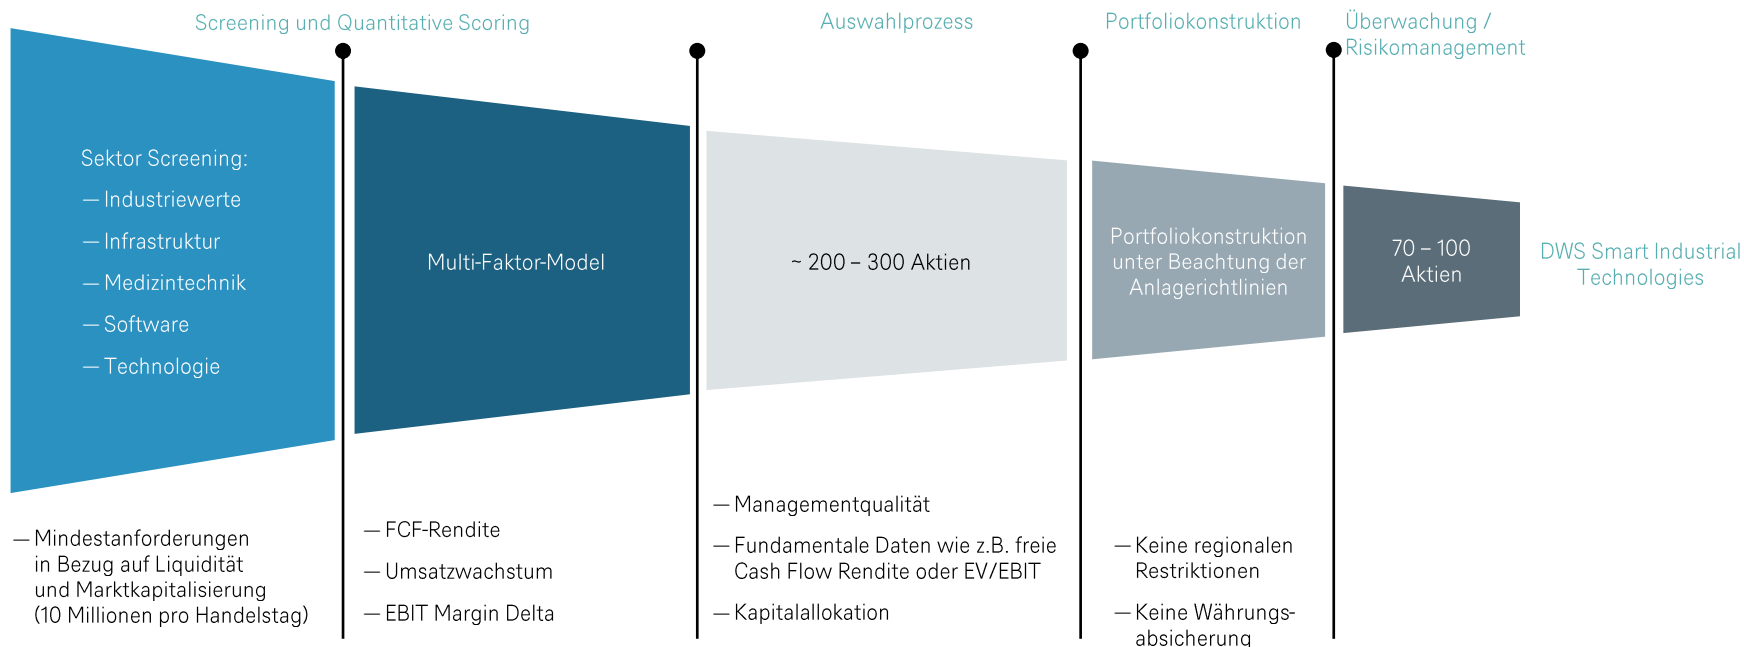 Screening und Quantitative Scoring
Auswahlprozess
Portfoliokonstruktion
Überwachung /
Risikomanagement
Sektor Screening:
— Industriewerte
— Infrastruktur
— Medizintechnik
— Software
— Technologie
Multi-Faktor-Model
~ 200 – 300 Aktien
Portfoliokonstruktion
unter Beachtung der
Anlagerichtlinien
70 – 100
Aktien
DWS Smart Industrial
Technologies
— Mindestanforderungen
in Bezug auf Liquidität
und Marktkapitalisierung
(10 Millionen pro Handelstag)
— FCF-Rendite
— Umsatzwachstum
— EBIT Margin Delta
— Managementqualität
— Fundamentale Daten wie z.B. freie
Cash Flow Rendite oder EV/EBIT
— Kapitalallokation
— Keine regionalen
Restriktionen
— Keine Währungs-
absicherung